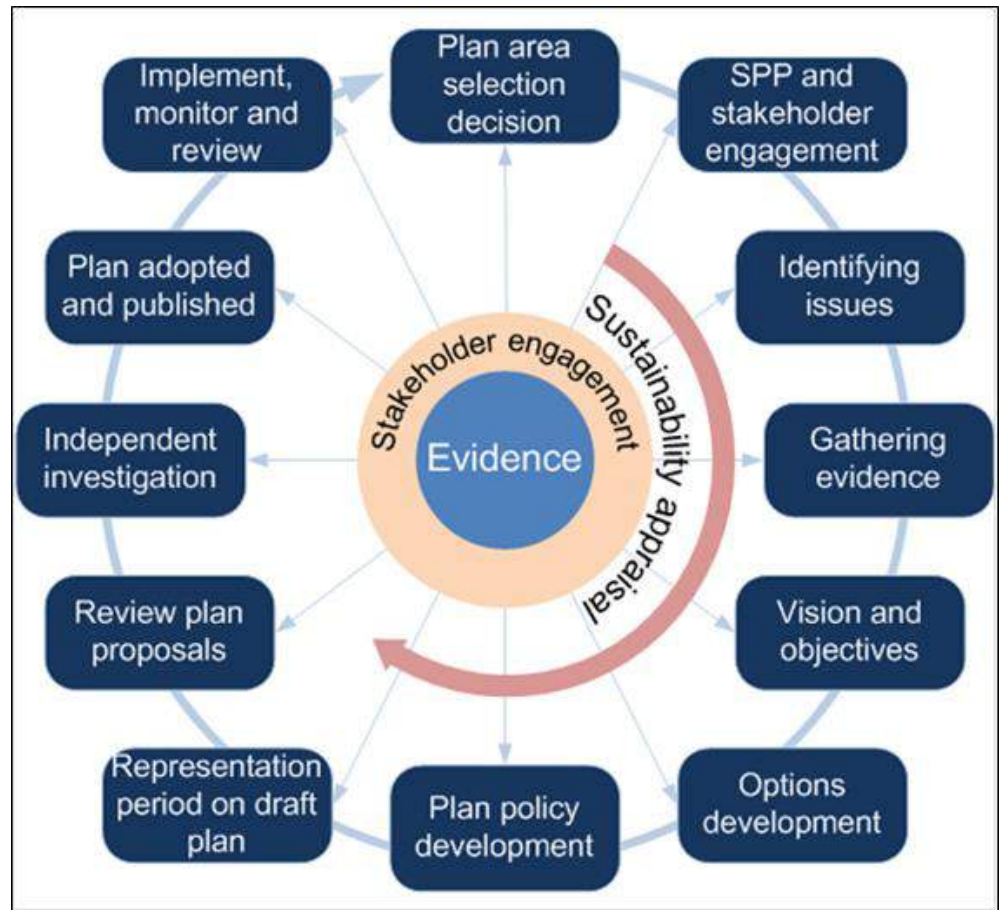 Plan area
selection
decision
SPP and
stakeholder
engagement
Identifying
issues
Gathering
evidence
Vision and
objectives
Options
development
Plan policy
development
Representation
period on draft
plan
Review plan
proposals
Independent
investigation
Plan adopted
and published
Implement,
monitor and
review
Stakeholder engagement
Evidence
Sustainability appraisal